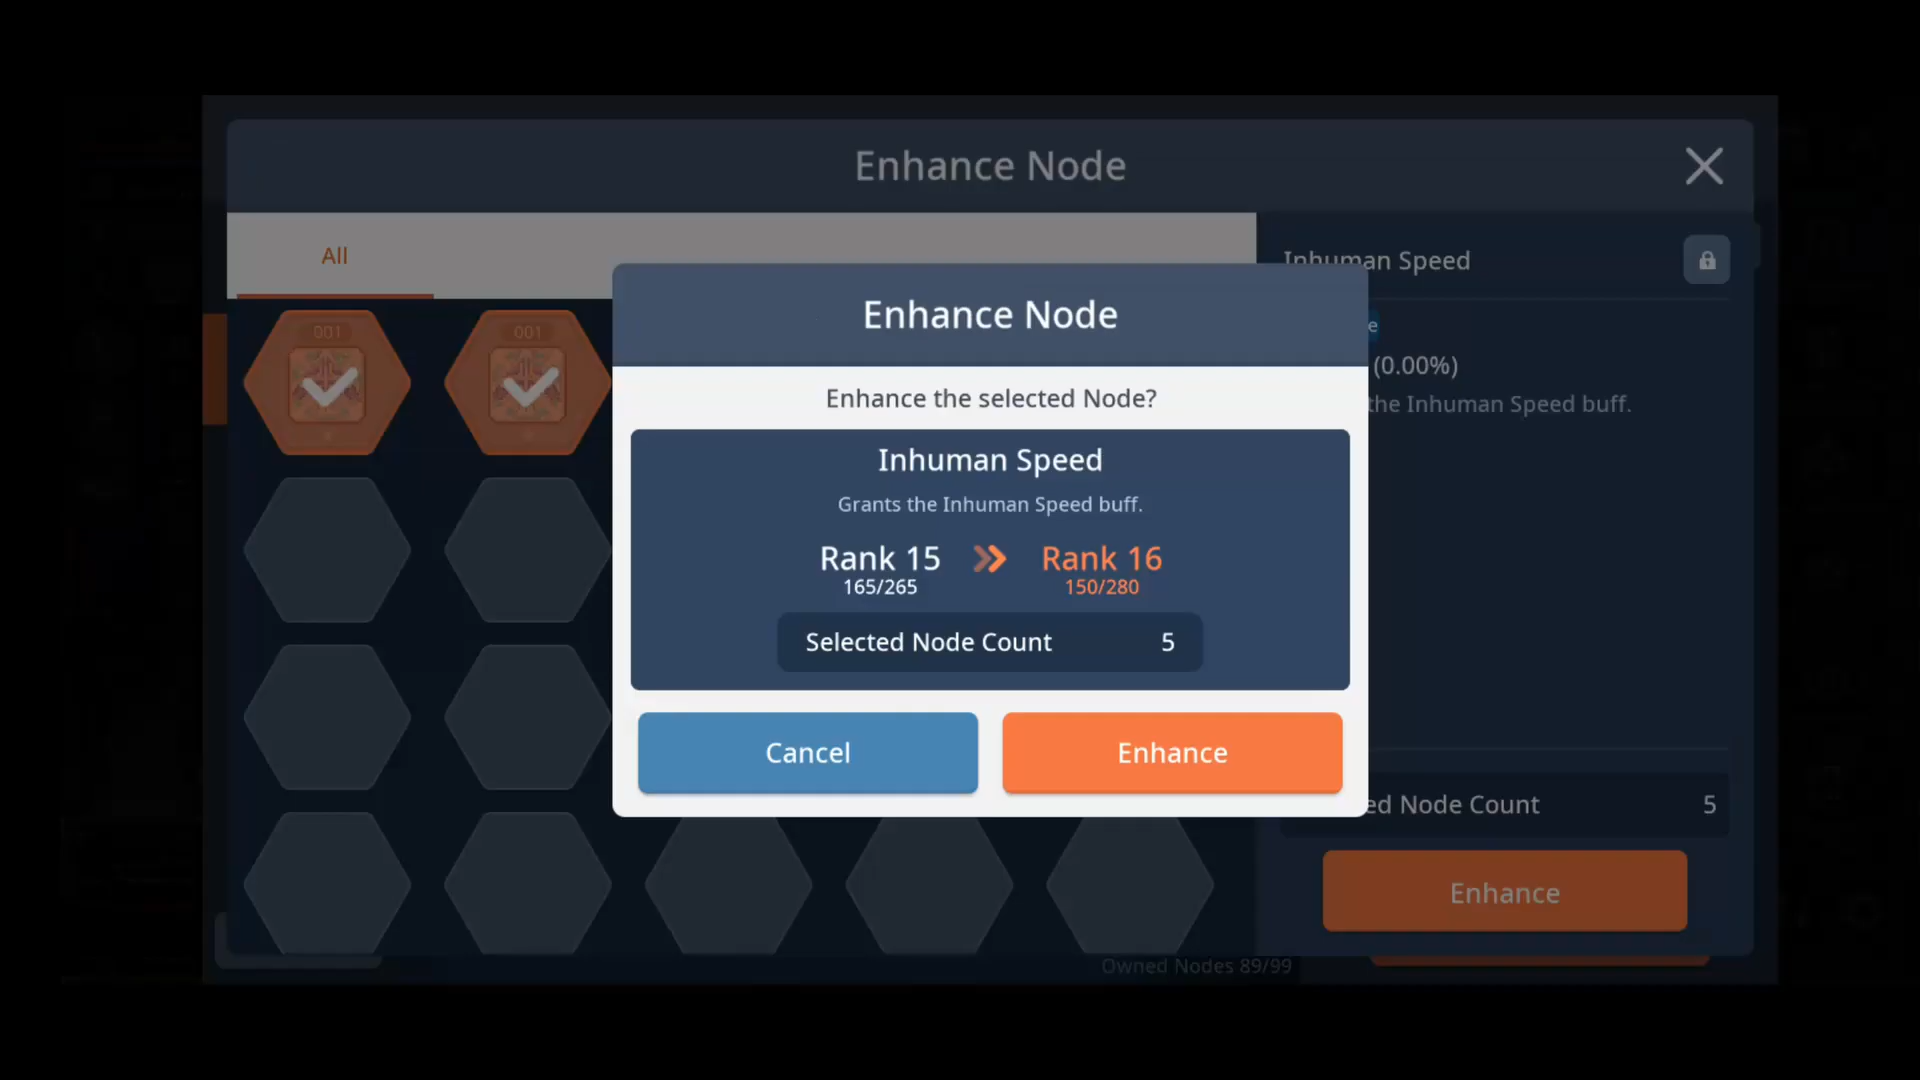 Enhance Node
All
Inhuman Speed
001
001
Enhance Node
Enhance the selected Node?
(0.00%)
the Inhuman Speed buff.
Inhuman Speed
Grants the Inhuman Speed buff.
Rank 15
Rank 16
165/265
150/280
Selected Node Count 5
Cancel
Enhance
Node Count 5
Enhance
Owned Nodes 89/99